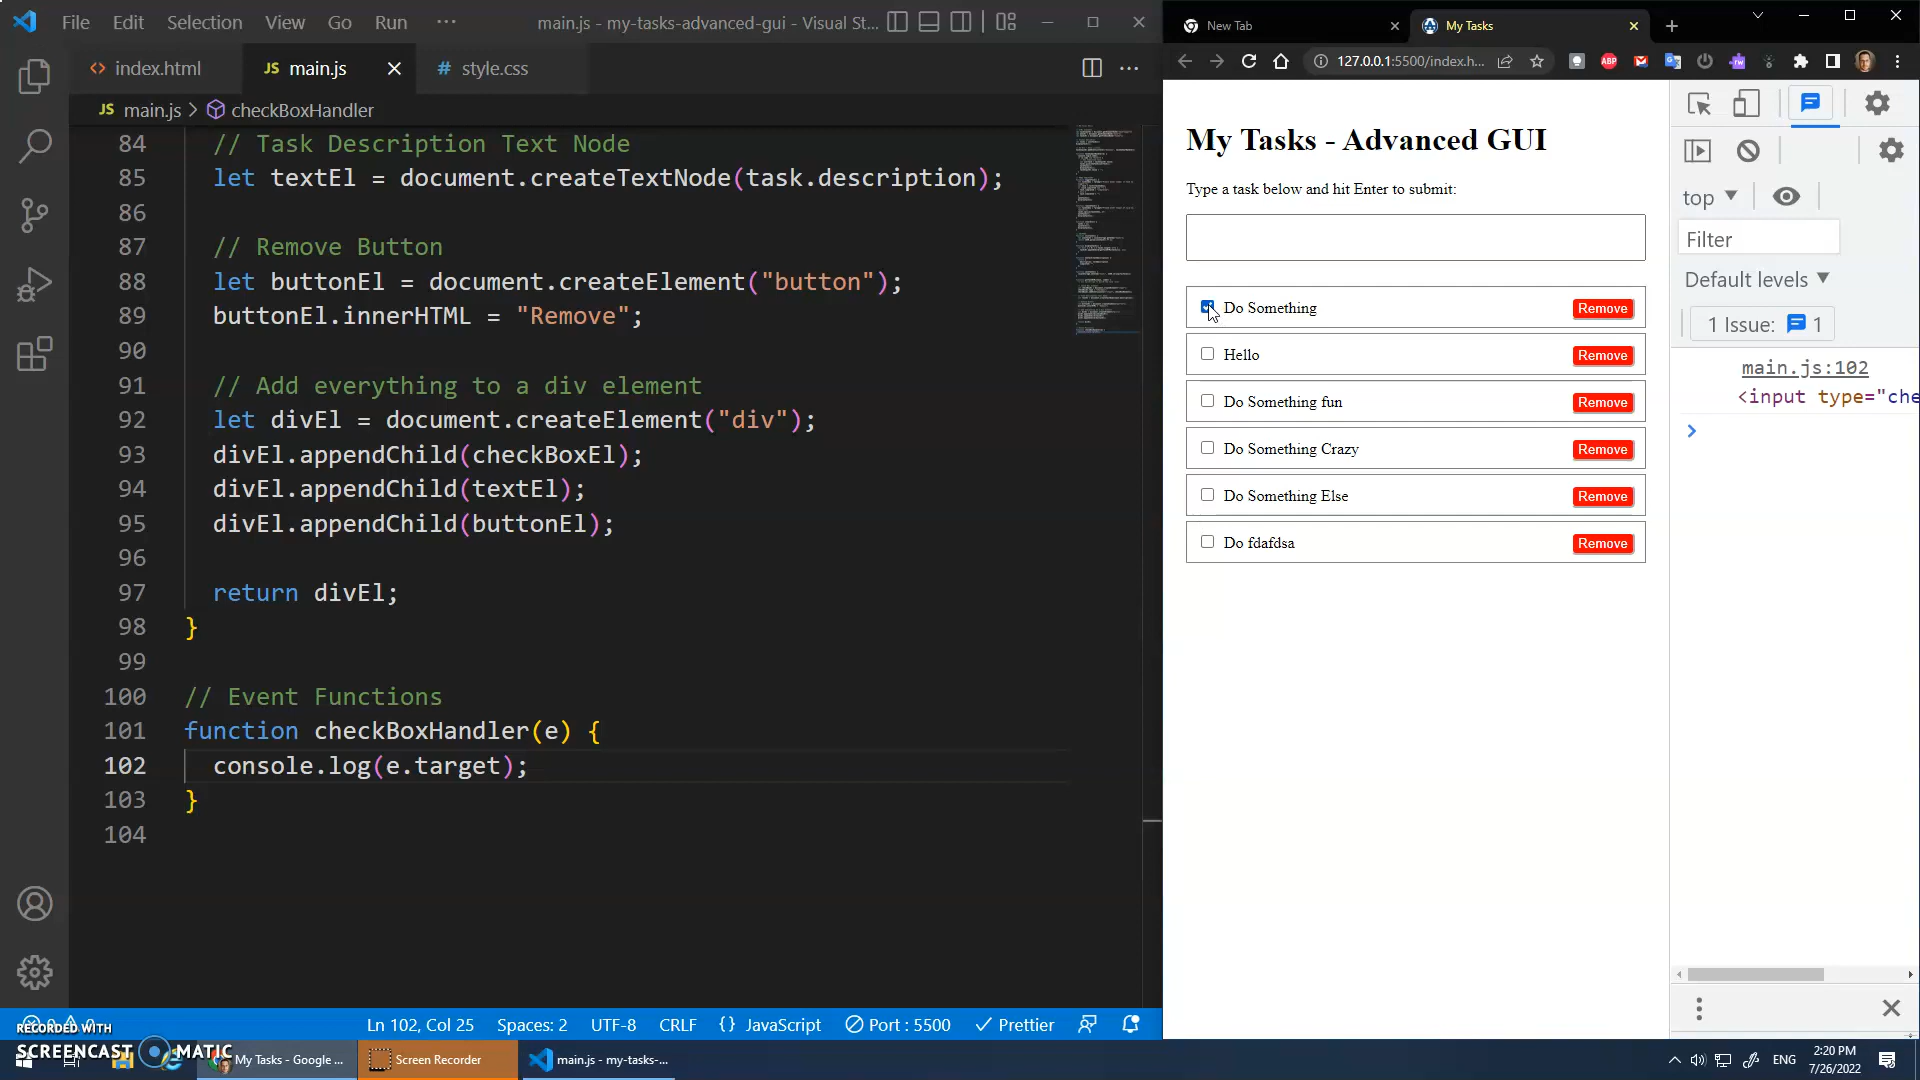 File Edit Selection View Go Run ··· main.js - my-tasks-advanced-gui - Visual St...
index.html JS main.js # style.css
JS main.js > checkBoxHandler
84 // Task Description Text Node
85 let textEl = document.createTextNode(task.description);
86
87 // Remove Button
88 let buttonEl = document.createElement("button");
89 buttonEl.innerHTML = "Remove";
90
91 // Add everything to a div element
92 let divEl = document.createElement("div");
93 divEl.appendChild(checkBoxEl);
94 divEl.appendChild(textEl);
95 divEl.appendChild(buttonEl);
96
97 return divEl;
98 }
99
100 // Event Functions
101 function checkBoxHandler(e) {
102 console.log(e.target);
103 }
104
Ln 102, Col 25 Spaces: 2 UTF-8 CRLF {} JavaScript Port : 5500 Prettier
New Tab My Tasks
127.0.0.1:5500/index.h... ABP
My Tasks - Advanced GUI
Type a task below and hit Enter to submit:
Do Something Remove
Hello Remove
Do Something fun Remove
Do Something Crazy Remove
Do Something Else Remove
Do fdafdsa Remove
top
Filter
Default levels
1 Issue: 1
main.js:102
<input type="che
RECORDED WITH
SCREENCAST MATIC
My Tasks - Google ... Screen Recorder main.js - my-tasks-...
ENG 2:20 PM
7/26/2022